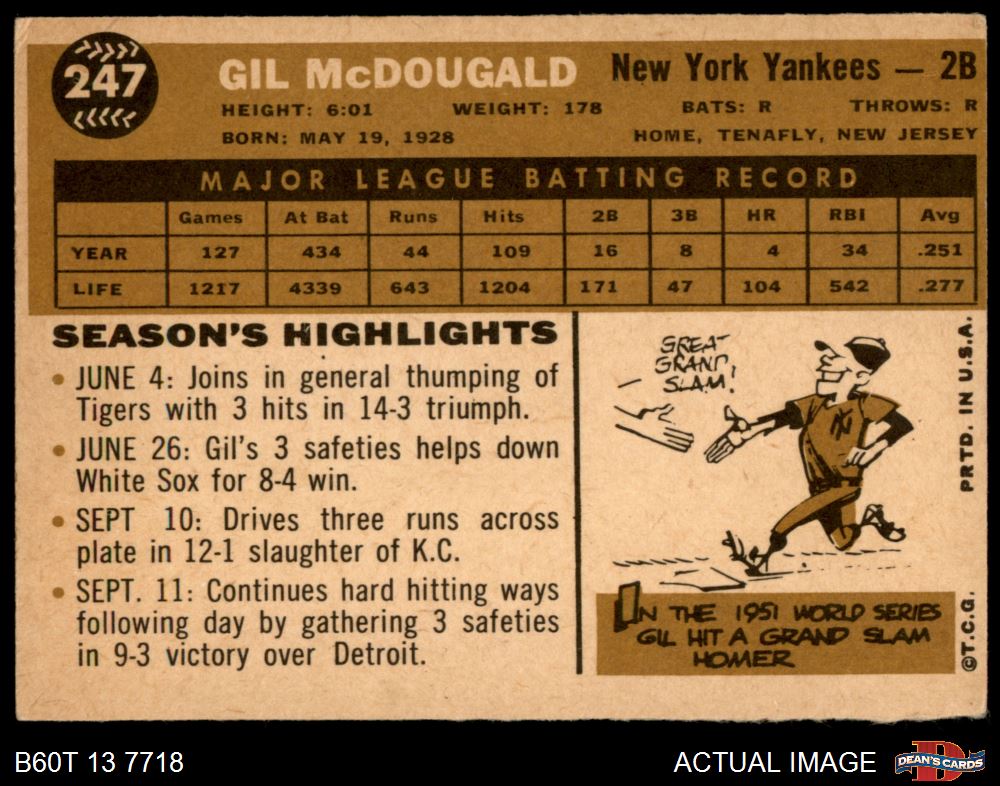 247
GIL McDOUGALD
New York Yankees — 2B
HEIGHT: 6:01 WEIGHT: 178 BATS: R THROWS: R
BORN: MAY 19, 1928 HOME, TENAFLY, NEW JERSEY
MAJOR LEAGUE BATTING RECORD
Games At Bat Runs Hits 2B 3B HR RBI Avg
YEAR 127 434 44 109 16 8 4 34 .251
LIFE 1217 4339 643 1204 171 47 104 542 .277
SEASON'S HIGHLIGHTS
• JUNE 4: Joins in general thumping of
Tigers with 3 hits in 14-3 triumph.
• JUNE 26: Gil's 3 safeties helps down
White Sox for 8-4 win.
• SEPT 10: Drives three runs across
plate in 12-1 slaughter of K.C.
• SEPT. 11: Continues hard hitting ways
following day by gathering 3 safeties
in 9-3 victory over Detroit.
GREAT
GRAND
SLAM!
NY
IN THE 1951 WORLD SERIES
GIL HIT A GRAND SLAM
HOMER
PRTD. IN U.S.A.
©T.C.G.
B60T 13 7718
ACTUAL IMAGE
DEAN'S CARDS